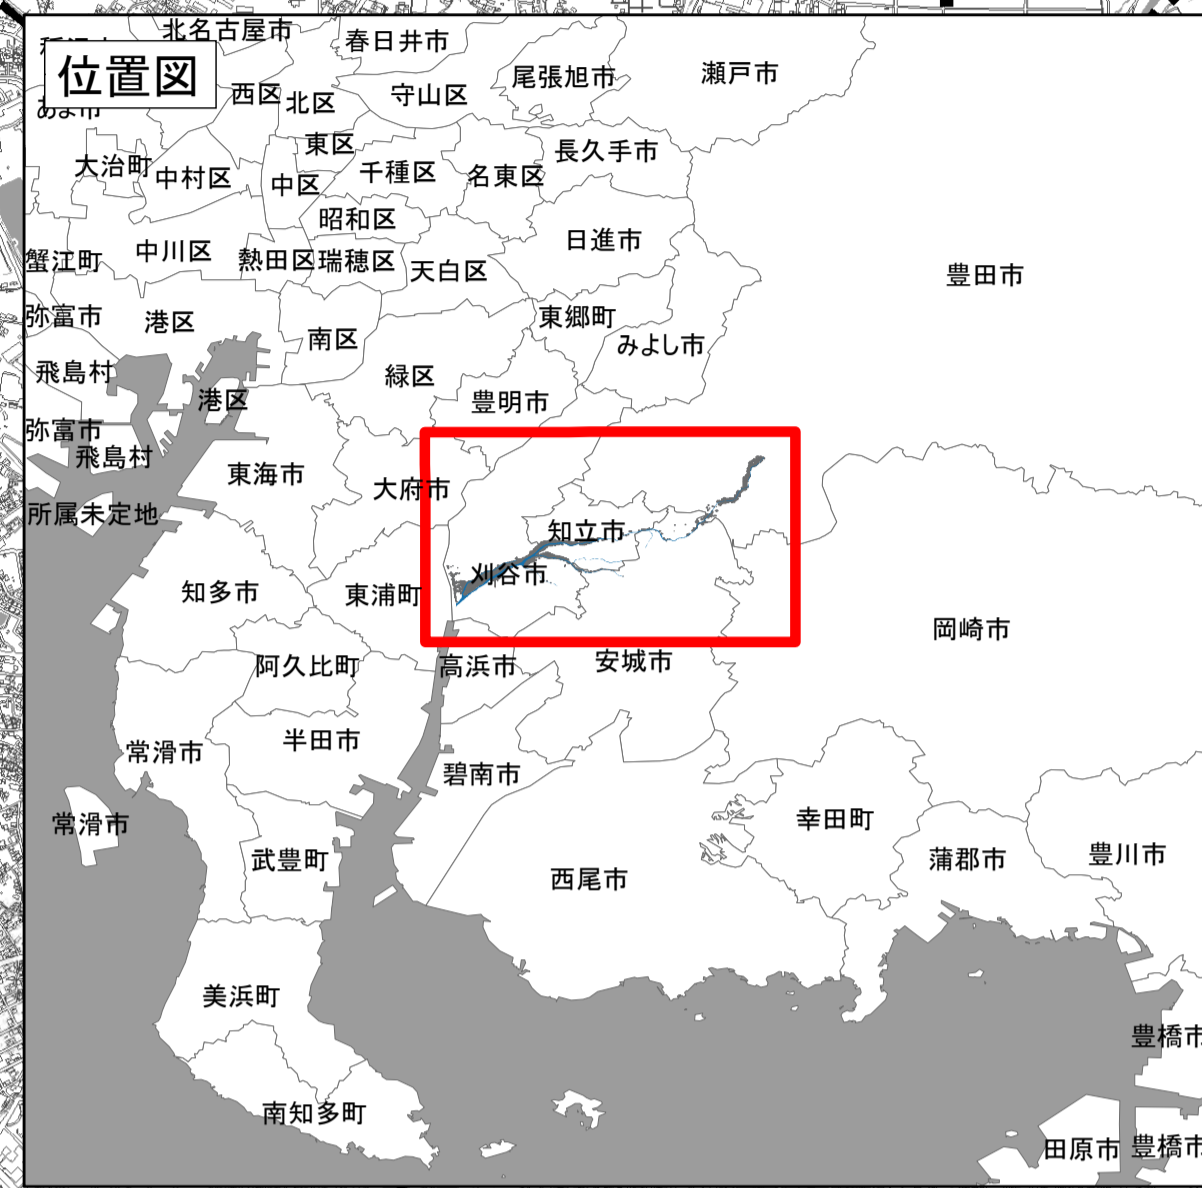 位置図
北名古屋市
春日井市
尾張旭市
瀬戸市
西区
北区
守山区
東区
長久手市
大治町
中村区
中区
千種区
名東区
昭和区
日進市
中川区
熱田区
瑞穂区
天白区
蟹江町
豊田市
弥富市
港区
南区
東郷町
みよし市
飛島村
緑区
港区
豊明市
弥富市
飛島村
東海市
大府市
所属未定地
知立市
刈谷市
知多市
東浦町
岡崎市
阿久比町
高浜市
安城市
常滑市
半田市
碧南市
常滑市
幸田町
武豊町
西尾市
蒲郡市
豊川市
美浜町
豊橋市
南知多町
田原市
豊橋市